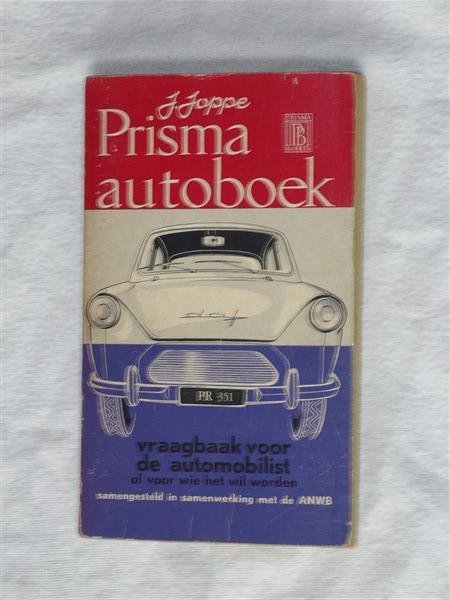 J. Joppe
Prisma
autoboek
PRISMA
PB
BOEKEN
daf
PR 351
vraagbaak voor
de automobilist
of voor wie het wil worden
samengesteld in samenwerking met de ANWB